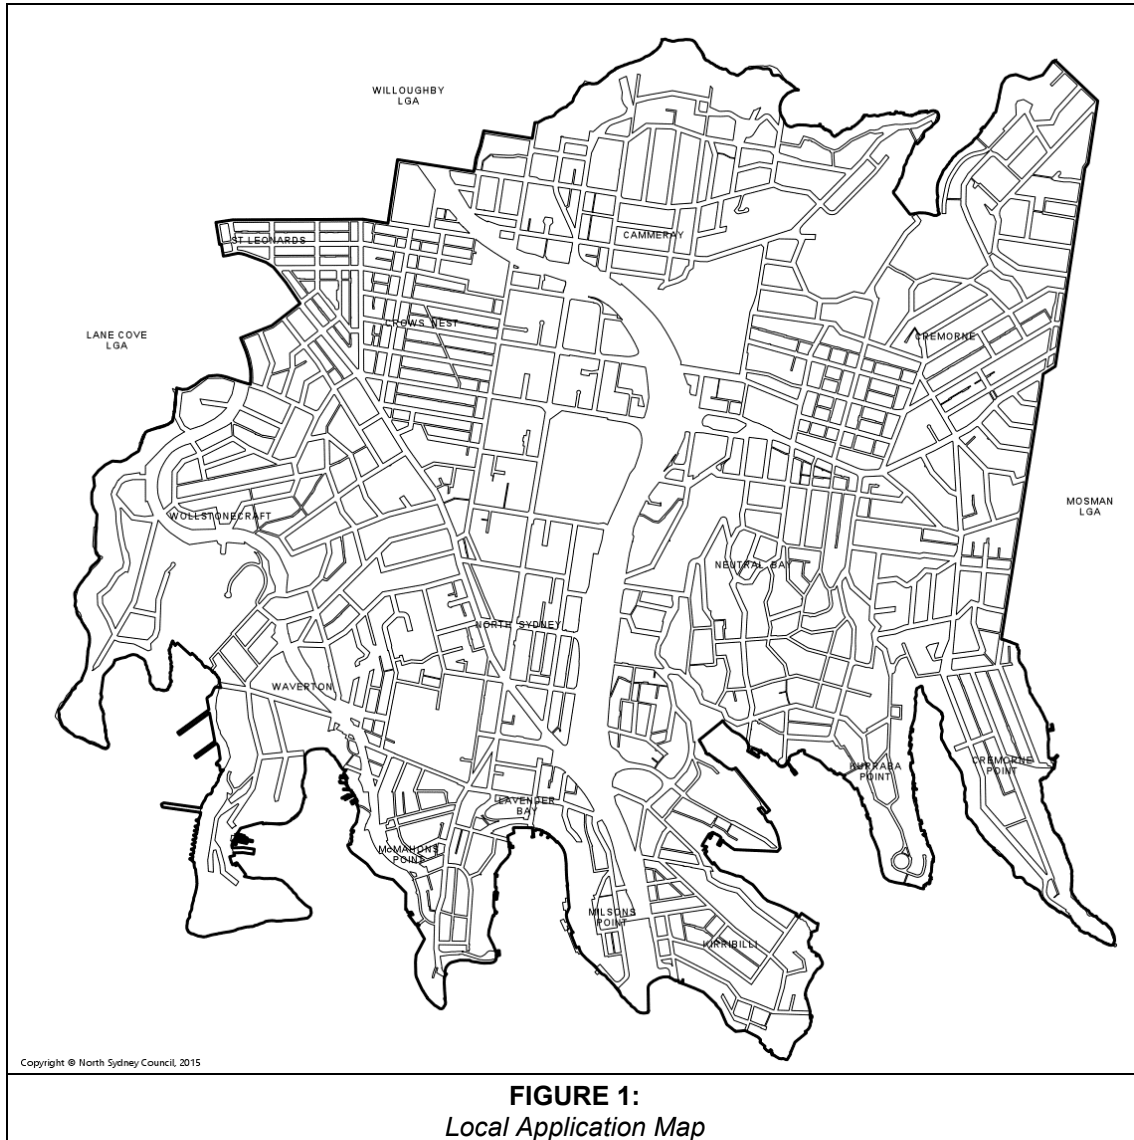 WILLOUGHBY
LGA
ST LEONARDS
CAMMERAY
LANE COVE
LGA
CROWS NEST
CREMORNE
MOSMAN
LGA
WOLLSTONECRAFT
NEUTRAL BAY
NORTH SYDNEY
WAVERTON
KURRABA
POINT
CREMORNE
POINT
LAVENDER
BAY
McMAHONS
POINT
MILSONS
POINT
KIRRIBILLI
Copyright © North Sydney Council, 2015
FIGURE 1:
Local Application Map